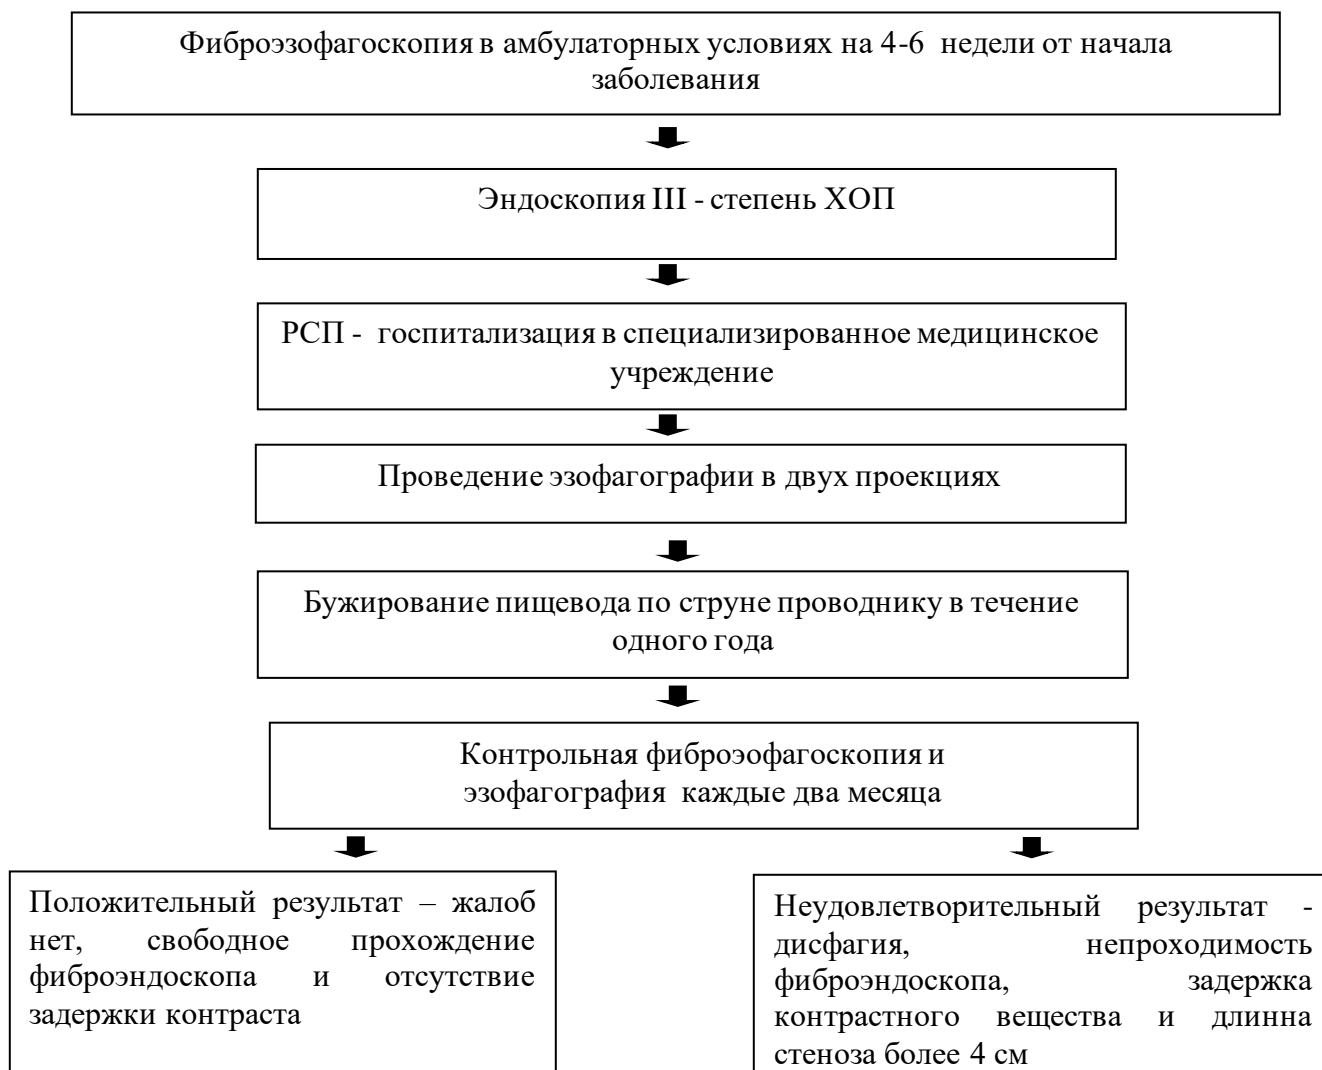 Фиброэзофагоскопия в амбулаторных условиях на 4-6 недели от начала
заболевания
Эндоскопия III - степень ХОП
РСП - госпитализация в специализированное медицинское
учреждение
Проведение эзофагографии в двух проекциях
Бужирование пищевода по струне проводнику в течение
одного года
Контрольная фиброэофагоскопия и
эзофагография каждые два месяца
Положительный результат – жалоб
нет, свободное прохождение
фиброэндоскопа и отсутствие
задержки контраста
Неудовлетворительный результат -
дисфагия, непроходимость
фиброэндоскопа, задержка
контрастного вещества и длинна
стеноза более 4 см